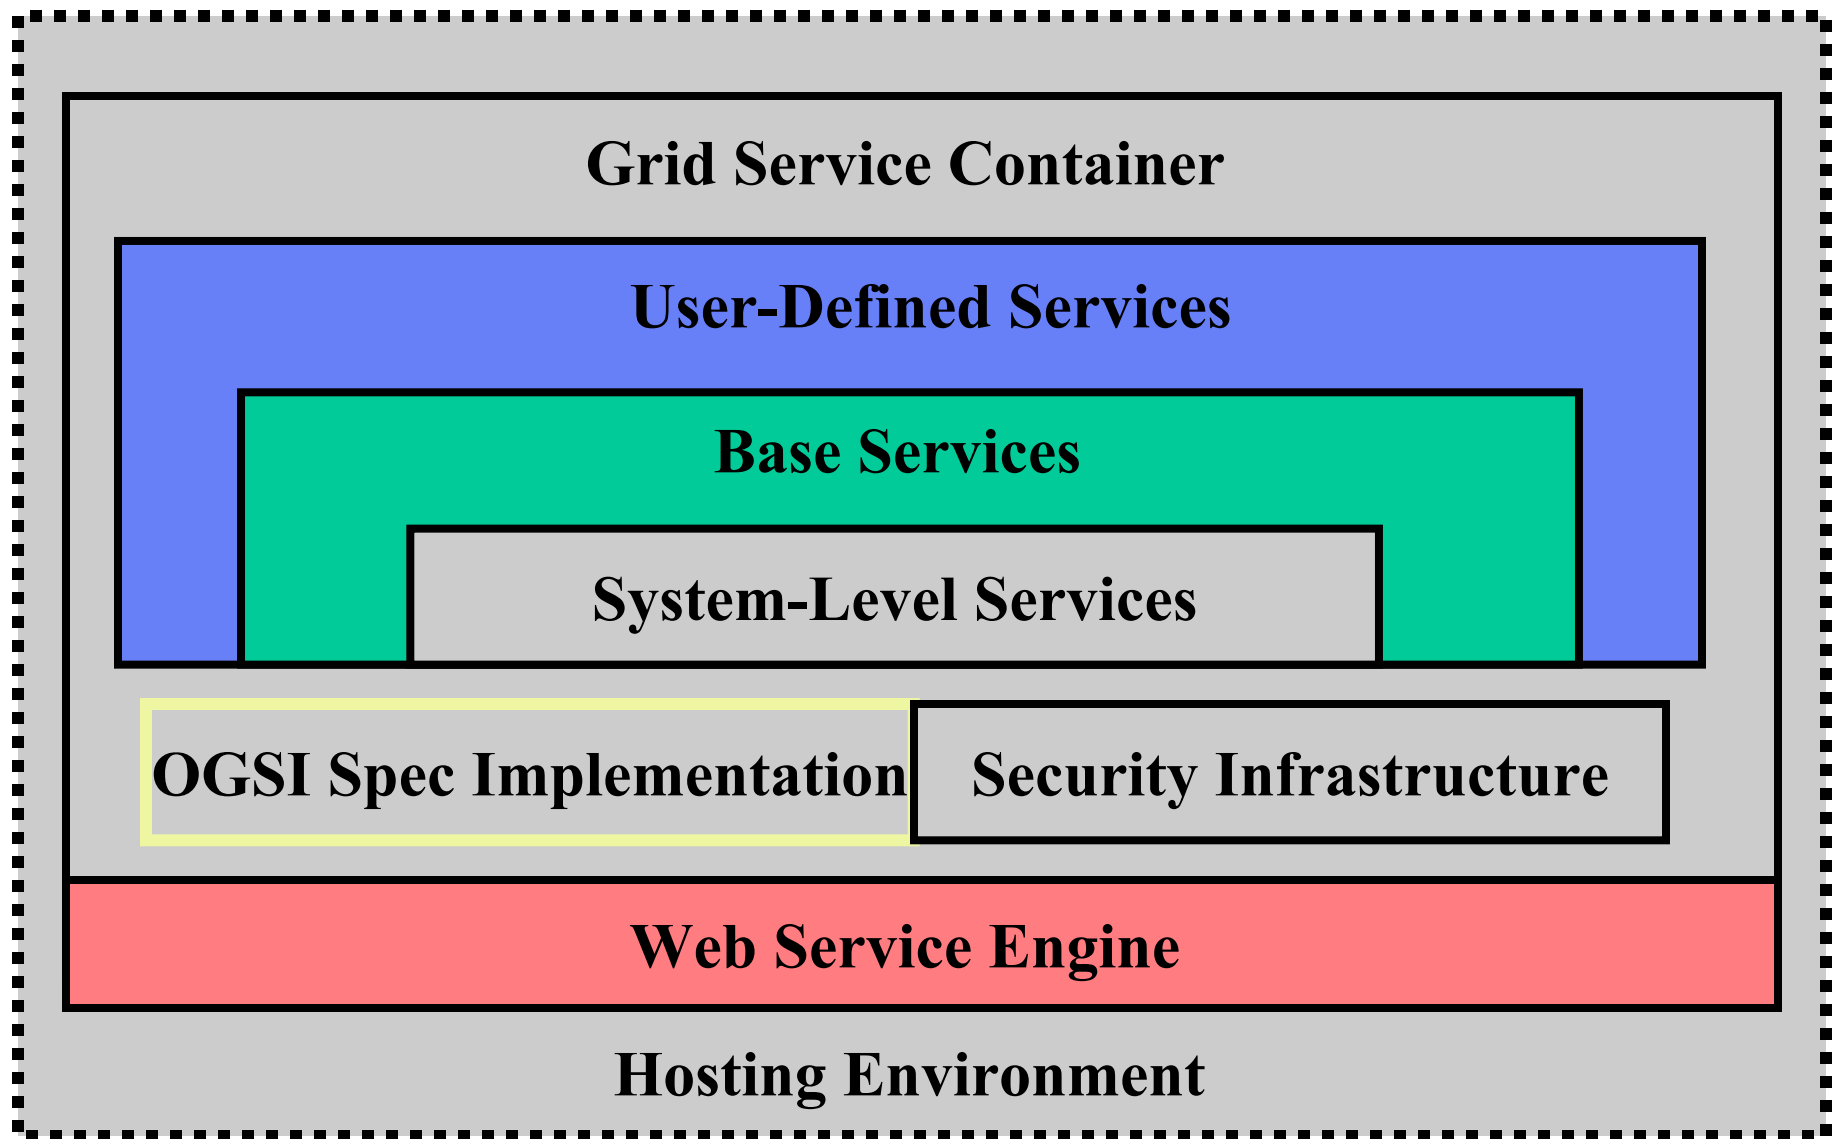 Grid Service Container
User-Defined Services
Base Services
System-Level Services
OGSI Spec Implementation
Security Infrastructure
Web Service Engine
Hosting Environment